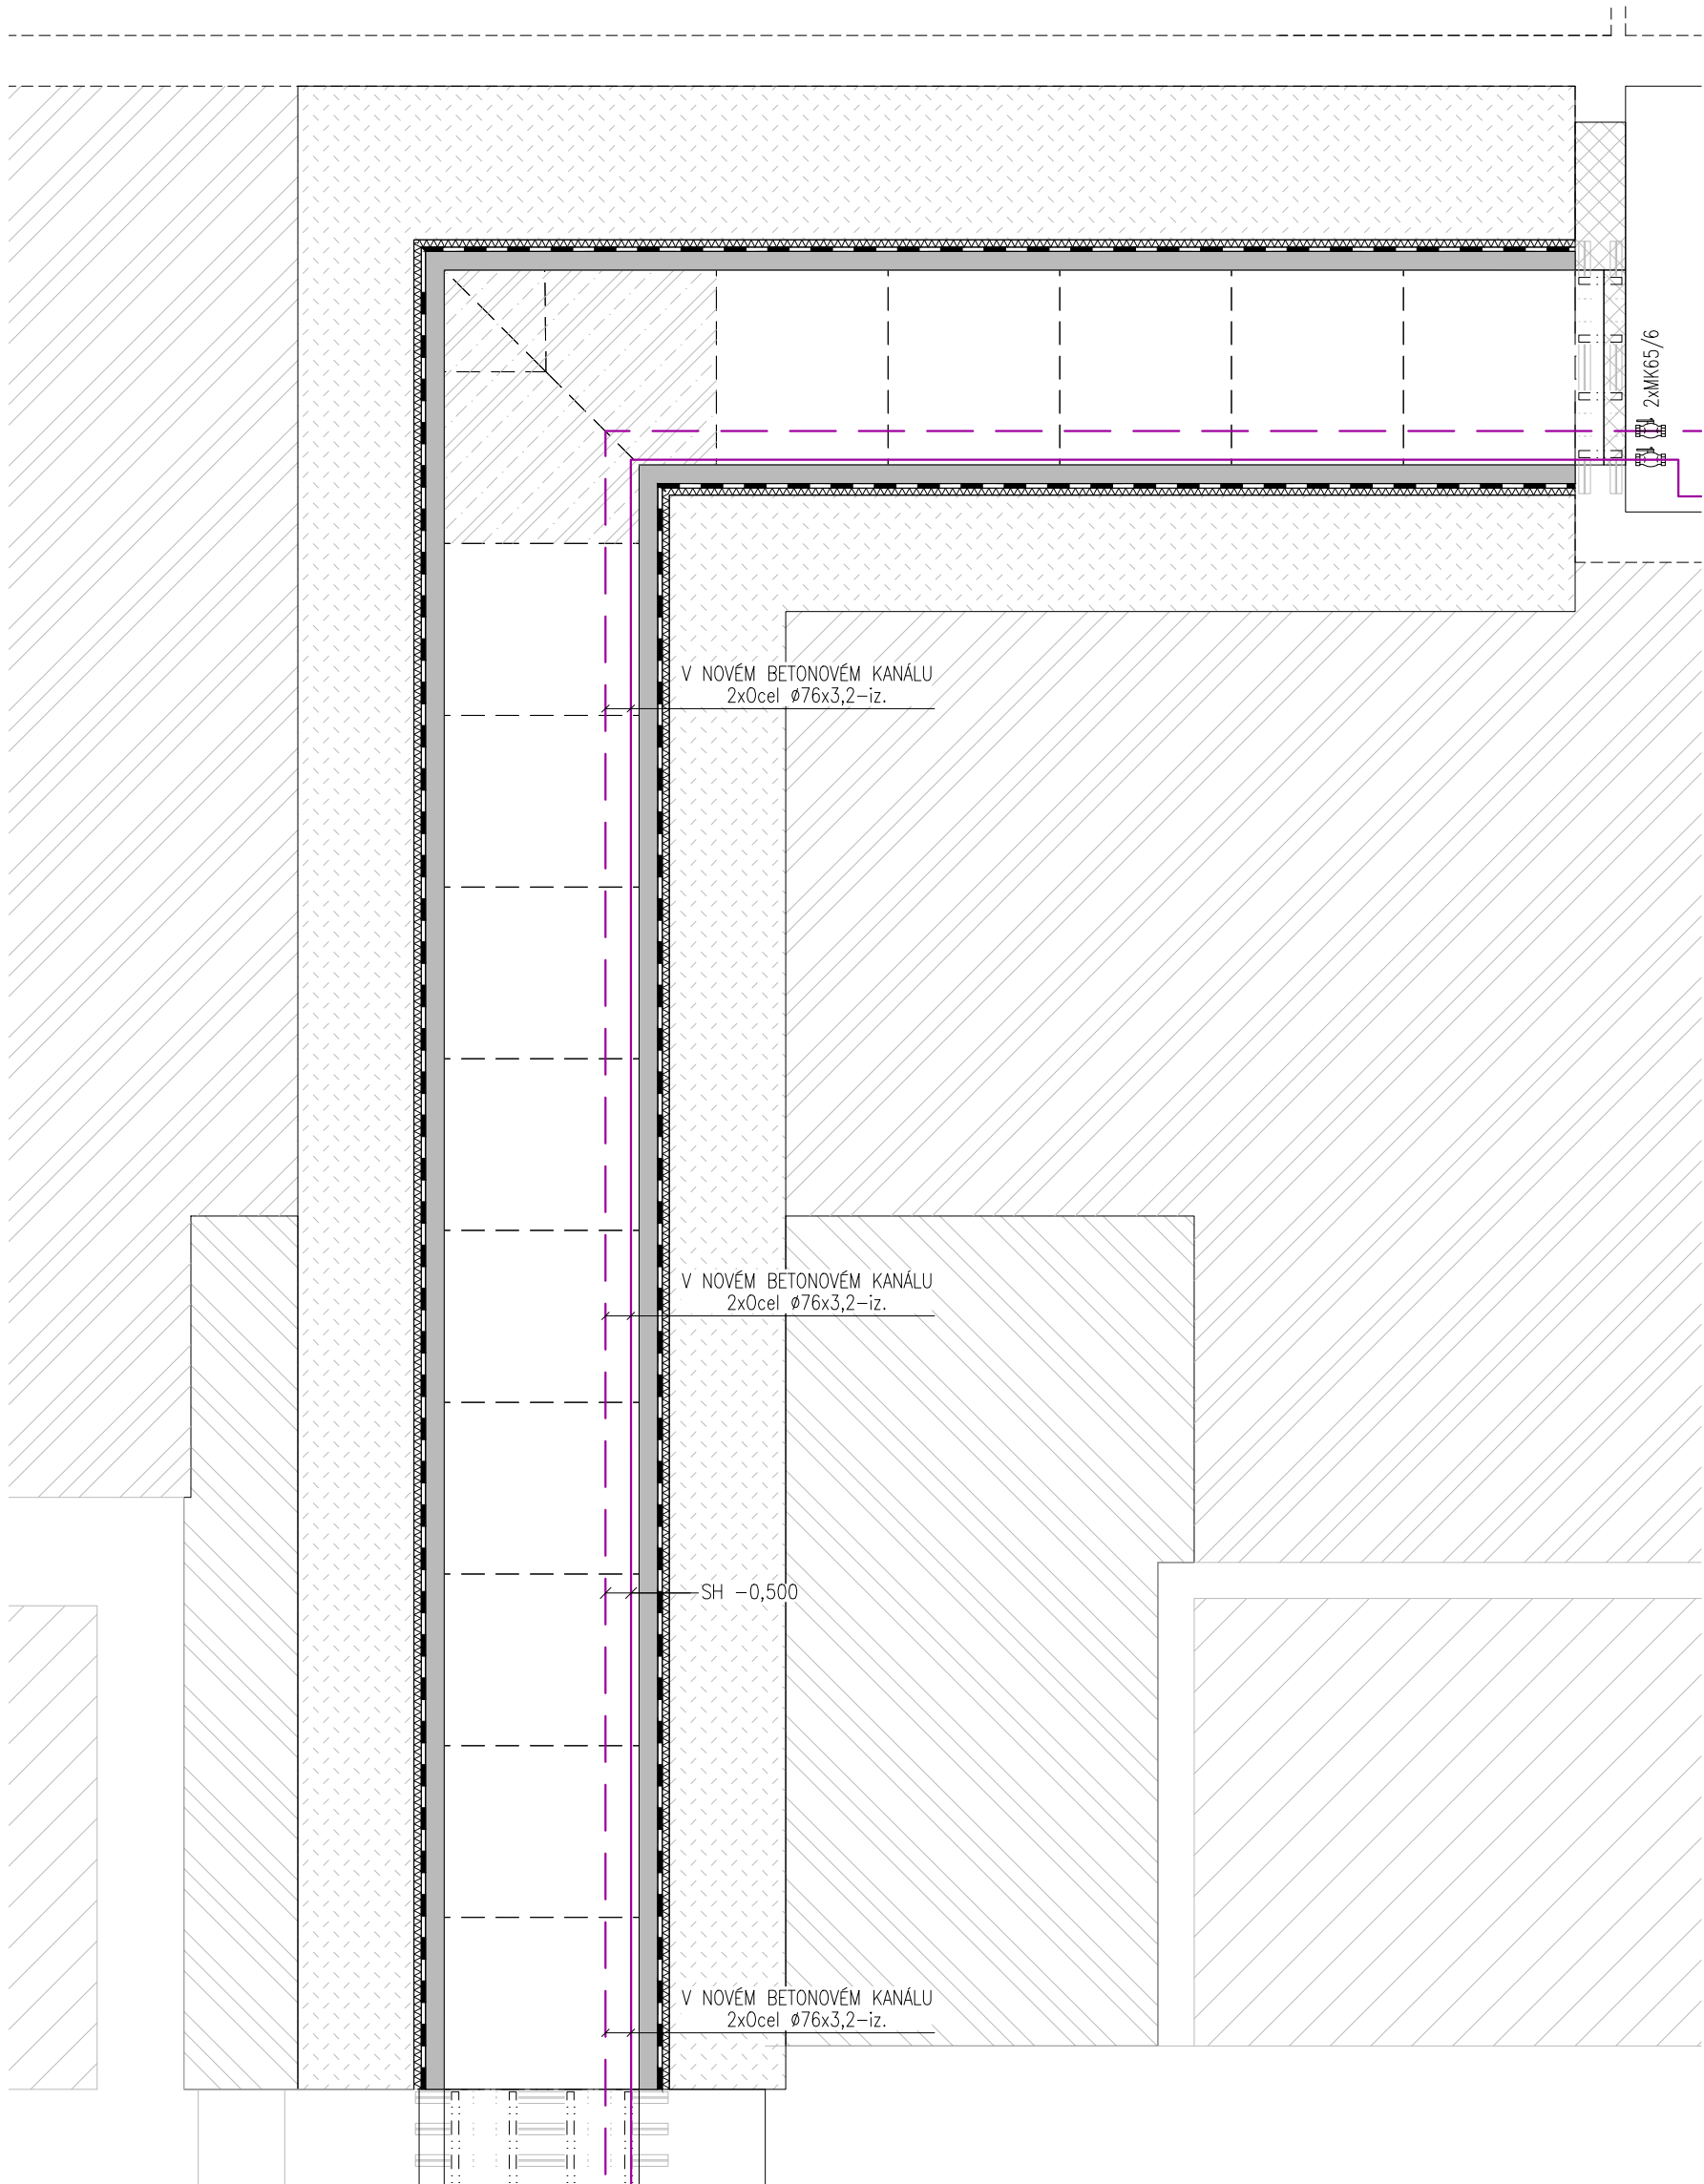 2xMK65/6
V NOVÉM BETONOVÉM KANÁLU
2xOcel ø76x3,2-iz.
V NOVÉM BETONOVÉM KANÁLU
2xOcel ø76x3,2-iz.
SH -0,500
V NOVÉM BETONOVÉM KANÁLU
2xOcel ø76x3,2-iz.